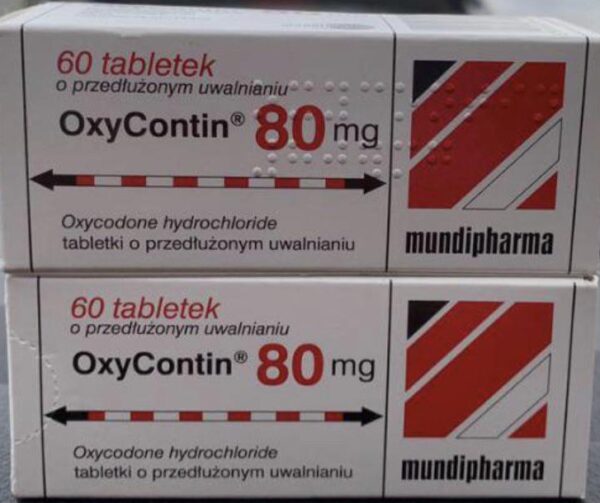 60 tabletek
o przedłużonym uwalnianiu
OxyContin® 80 mg
Oxycodone hydrochloride
tabletki o przedłużonym uwalnianiu
mundipharma
60 tabletek
o przedłużonym uwalnianiu
OxyContin® 80 mg
Oxycodone hydrochloride
tabletki o przedłużonym uwalnianiu
mundipharma